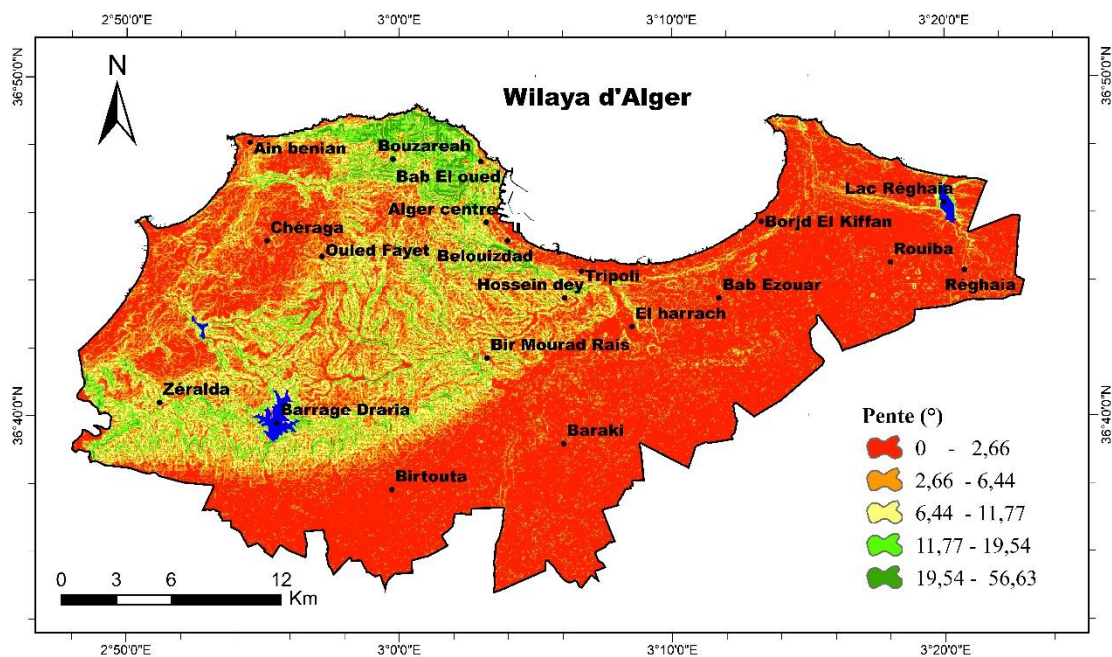 2°50'0"E
3°0'0"E
3°10'0"E
3°20'0"E
36°50'0"N
36°50'0"N
N
Wilaya d'Alger
Ain benian
Bouzareah
Bab El oued
Lac Réghaia
Alger centre
Borjd El Kiffan
Chéraga
Ouled Fayet
Belouizdad
Rouiba
Tripoli
Réghaia
Hossein dey
Bab Ezouar
El harrach
Bir Mourad Rais
Zéralda
Barrage Draria
36°40'0"N
36°40'0"N
Baraki
Birtouta
Pente (°)
0 - 2,66
2,66 - 6,44
6,44 - 11,77
11,77 - 19,54
19,54 - 56,63
0 3 6 12
Km
2°50'0"E
3°0'0"E
3°10'0"E
3°20'0"E